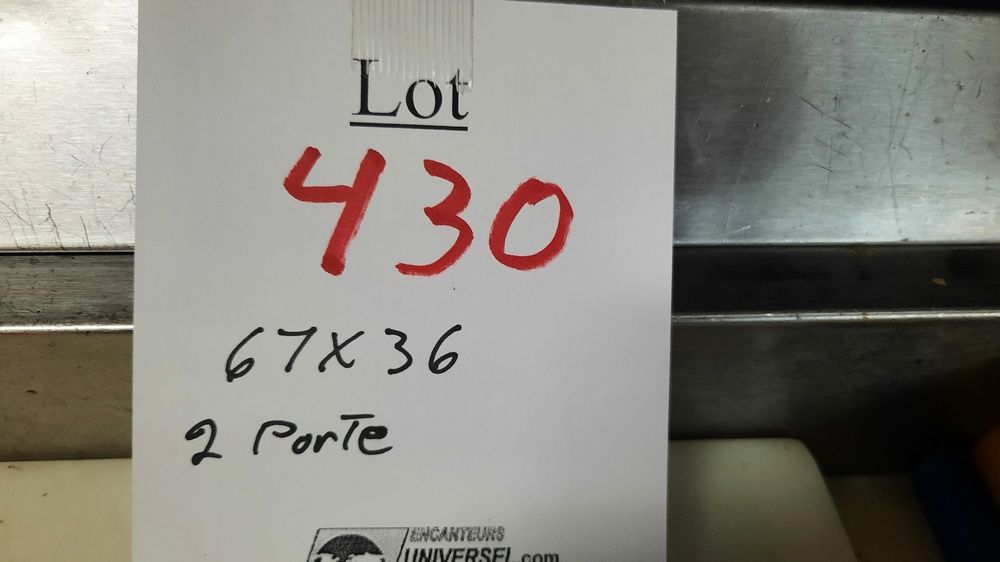 Lot
430
67X36
2 Porte
ENCANTEURS
UNIVERSEL.com